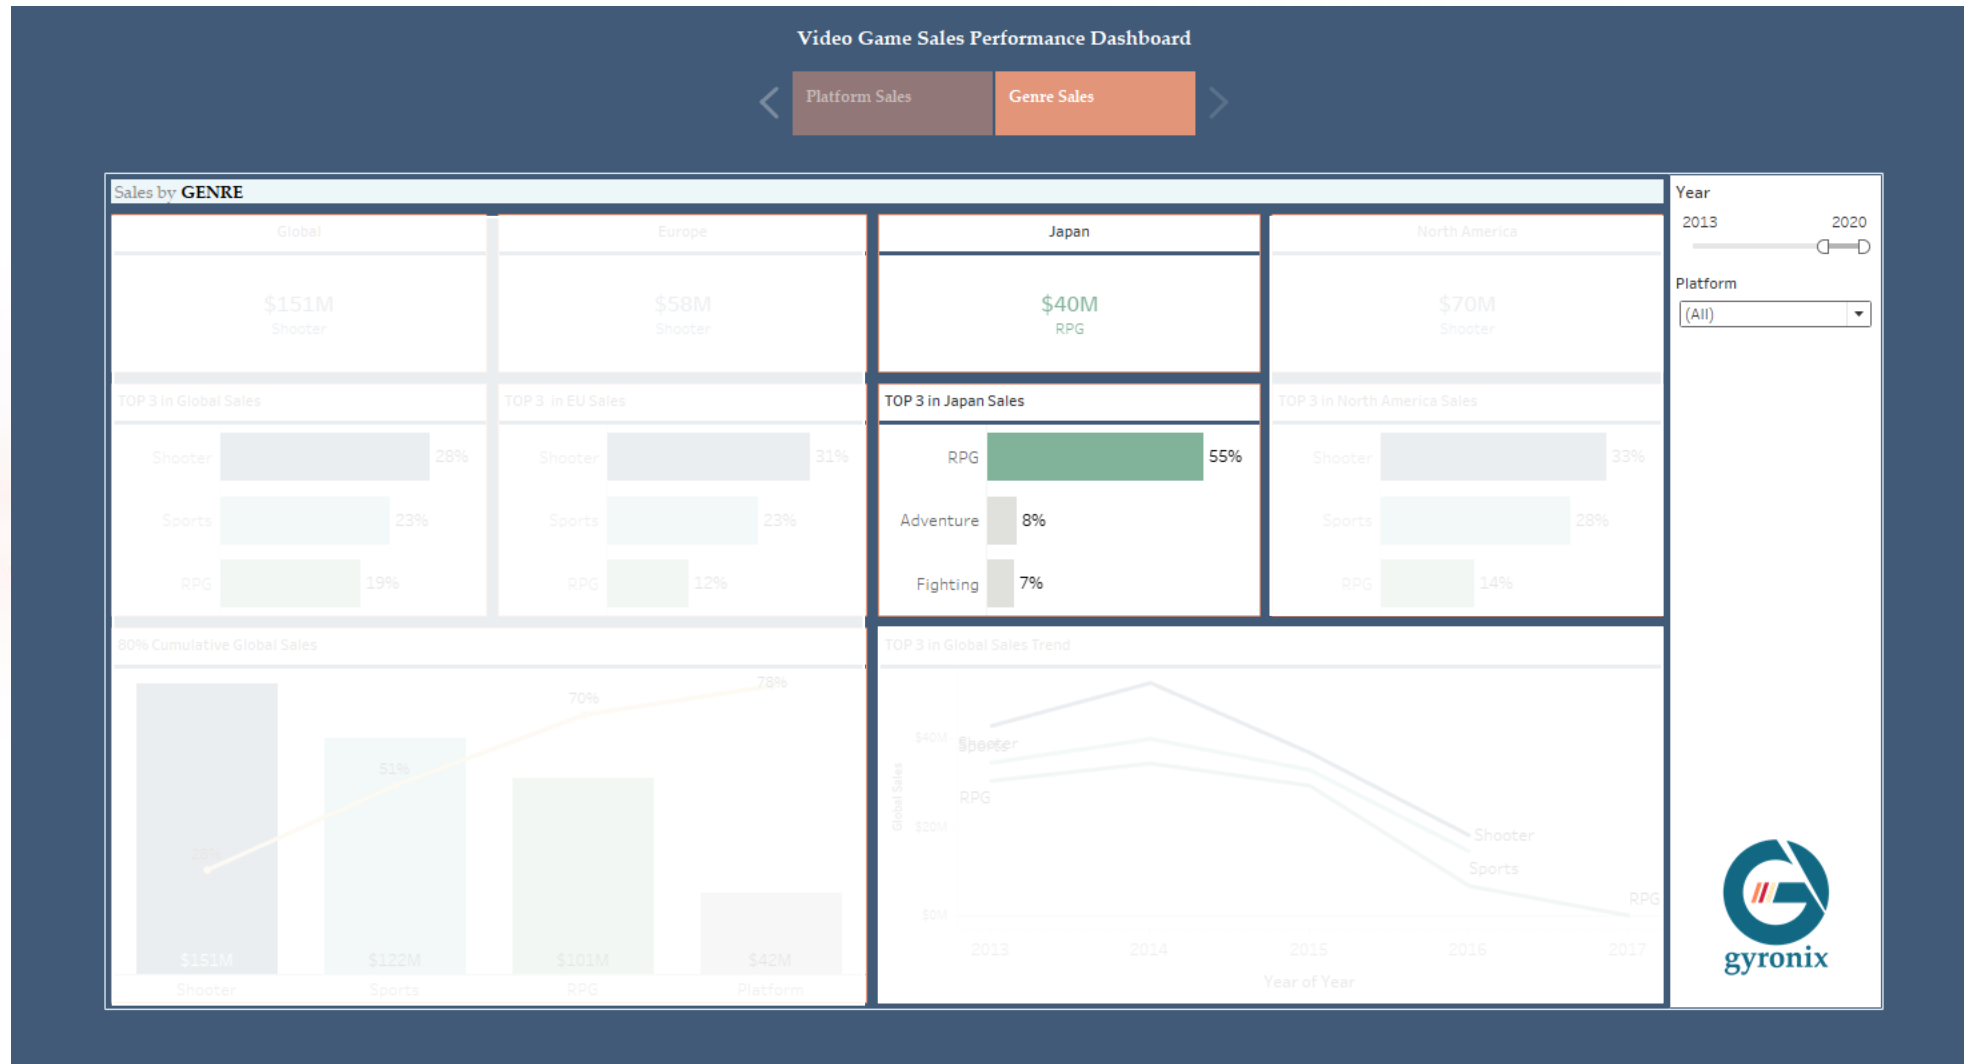 Video Game Sales Performance Dashboard
Platform Sales
Genre Sales
Sales by GENRE
Global
Europe
Japan
North America
$151M
Shooter
$58M
Shooter
$40M
RPG
$70M
Shooter
TOP 3 in Global Sales
Shooter 28%
Sports 23%
RPG 19%
TOP 3 in EU Sales
Shooter 31%
Sports 23%
RPG 12%
TOP 3 in Japan Sales
RPG 55%
Adventure 8%
Fighting 7%
TOP 3 in North America Sales
Shooter 33%
Sports 28%
RPG 14%
80% Cumulative Global Sales
28%
51%
70%
78%
$151M
$122M
$101M
$42M
Shooter
Sports
RPG
Platform
TOP 3 in Global Sales Trend
Global Sales
$40M
$20M
$0M
Shooter
Sports
RPG
Shooter
Sports
RPG
2013
2014
2015
2016
2017
Year of Year
Year
2013
2020
Platform
(All)
gyronix